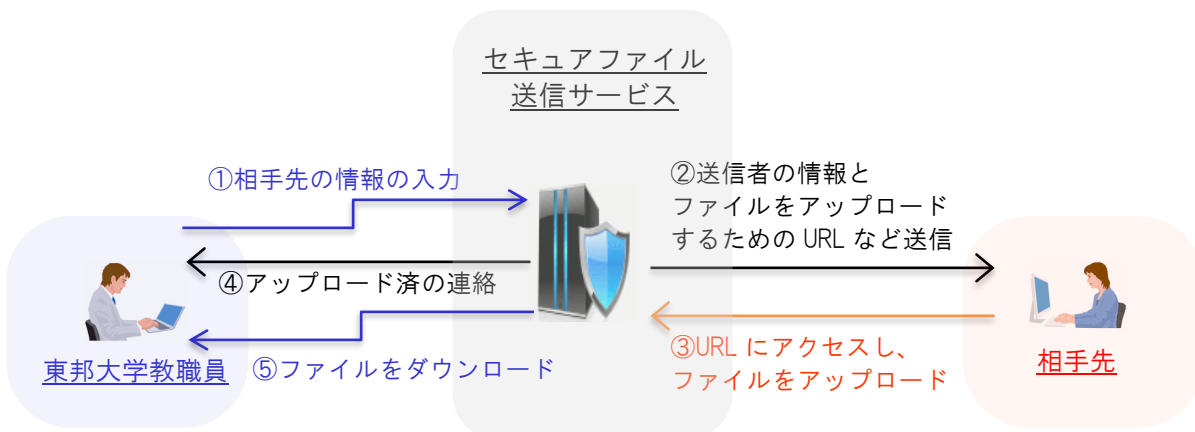 セキュアファイル
送信サービス
①相手先の情報の入力
②送信者の情報と
ファイルをアップロード
するための URL など送信
④アップロード済の連絡
③URL にアクセスし、
ファイルをアップロード
⑤ファイルをダウンロード
東邦大学教職員
相手先